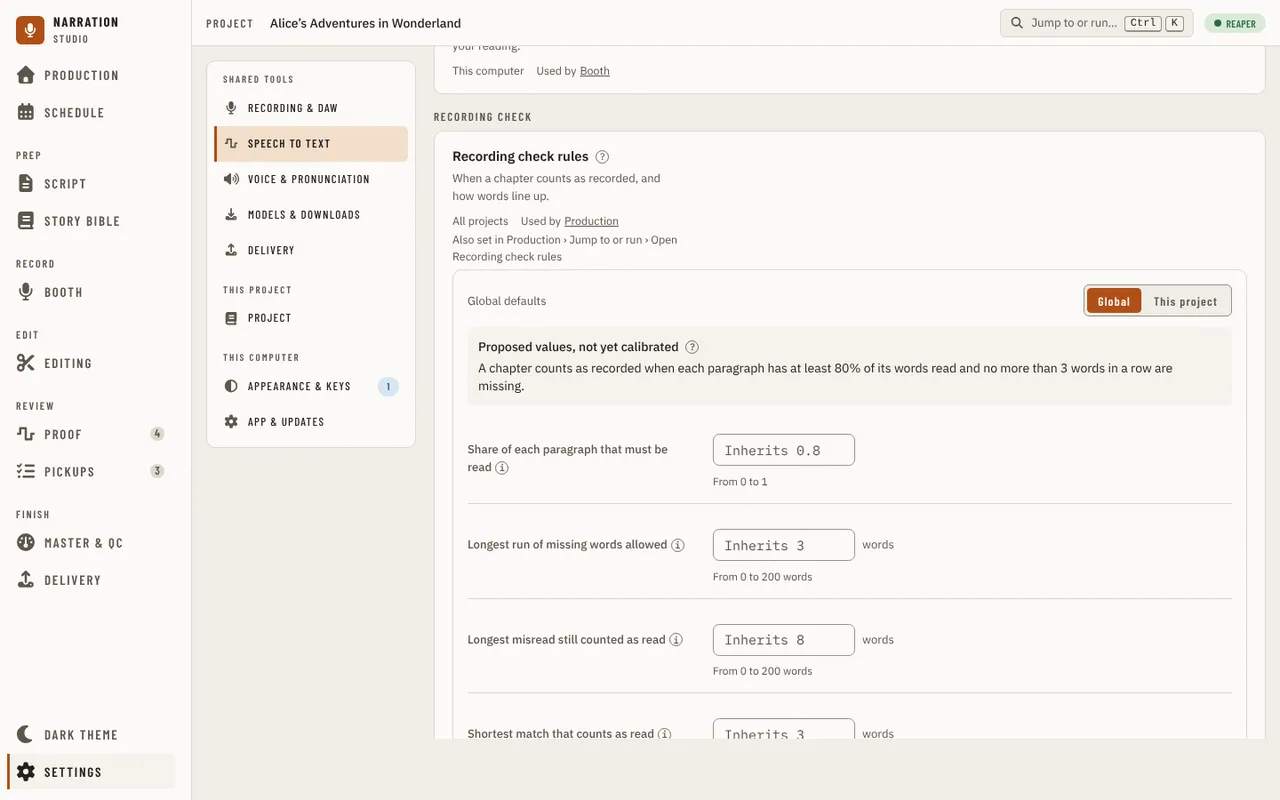 NARRATION
STUDIO
PRODUCTION
SCHEDULE
PREP
SCRIPT
STORY BIBLE
RECORD
BOOTH
EDIT
EDITING
REVIEW
PROOF 4
PICKUPS 3
FINISH
MASTER & QC
DELIVERY
DARK THEME
SETTINGS
PROJECT Alice's Adventures in Wonderland
Jump to or run... Ctrl K
REAPER
SHARED TOOLS
RECORDING & DAW
SPEECH TO TEXT
VOICE & PRONUNCIATION
MODELS & DOWNLOADS
DELIVERY
THIS PROJECT
PROJECT
THIS COMPUTER
APPEARANCE & KEYS 1
APP & UPDATES
your reading.
This computer Used by Booth
RECORDING CHECK
Recording check rules ?
When a chapter counts as recorded, and
how words line up.
All projects Used by Production
Also set in Production › Jump to or run › Open
Recording check rules
Global defaults
Global This project
Proposed values, not yet calibrated ?
A chapter counts as recorded when each paragraph has at least 80% of its words read and no more than 3 words in a row are
missing.
Share of each paragraph that must be
read i
Inherits 0.8
From 0 to 1
Longest run of missing words allowed i
Inherits 3 words
From 0 to 200 words
Longest misread still counted as read i
Inherits 8 words
From 0 to 200 words
Shortest match that counts as read i
Inherits 3 words